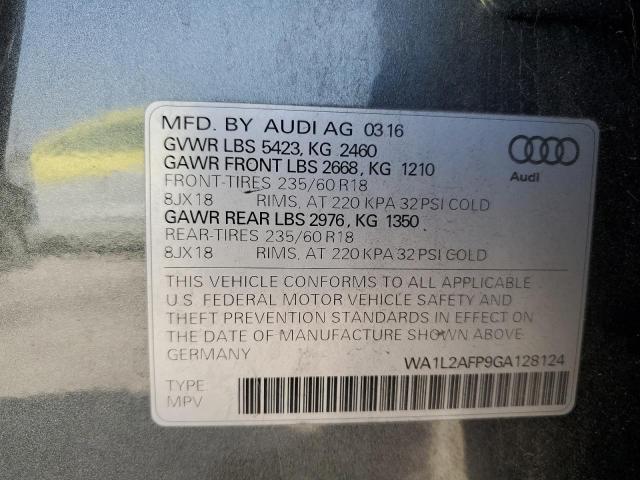 MFD. BY AUDI AG 03 16
GVWR LBS 5423, KG 2460
GAWR FRONT LBS 2668, KG 1210
FRONT-TIRES 235/60 R18
8JX18 RIMS, AT 220 KPA 32 PSI COLD
GAWR REAR LBS 2976, KG 1350
REAR-TIRES 235/60 R18
8JX18 RIMS, AT 220 KPA 32 PSI COLD
Audi
THIS VEHICLE CONFORMS TO ALL APPLICABLE
U.S. FEDERAL MOTOR VEHICLE SAFETY AND
THEFT PREVENTION STANDARDS IN EFFECT ON
THE DATE OF MANUFACTURE SHOWN ABOVE
GERMANY
WA1L2AFP9GA128124
TYPE
MPV